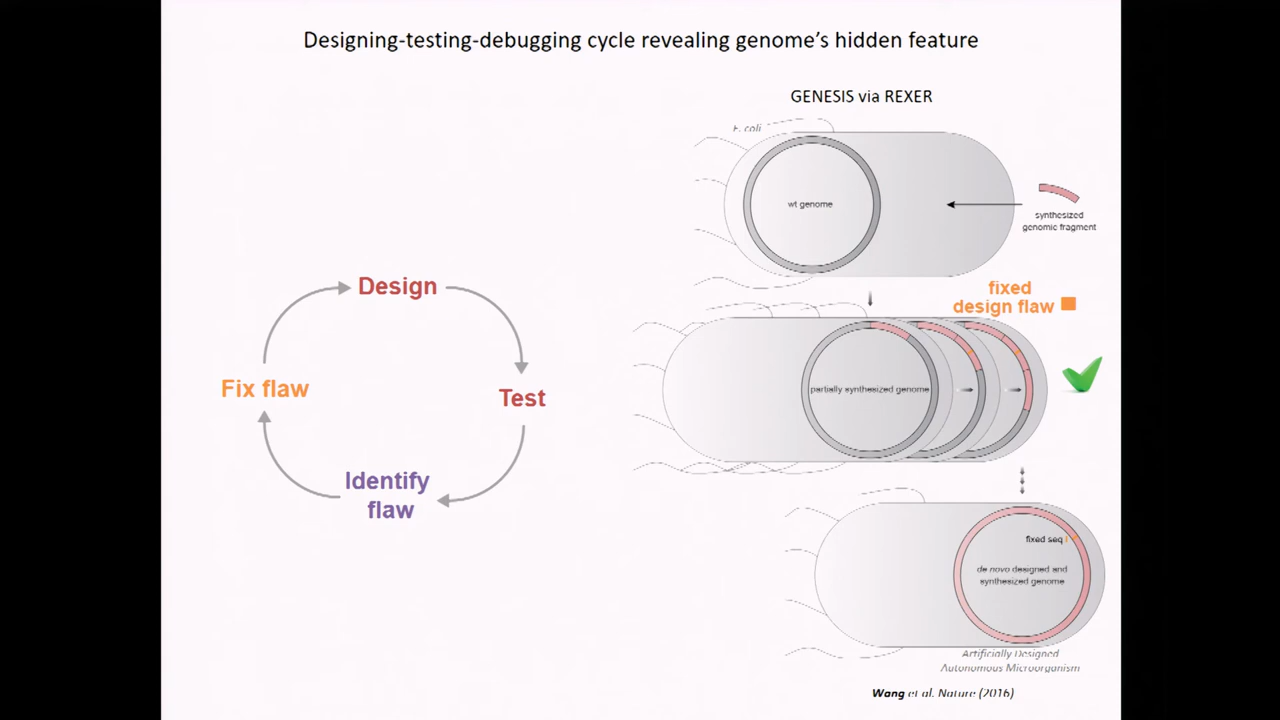 Designing-testing-debugging cycle revealing genome's hidden feature
GENESIS via REXER
E. coli
wt genome
synthesized
genomic fragment
Design
Test
Identify
flaw
Fix flaw
fixed
design flaw
partially synthesized genome
fixed seq
de novo designed and
synthesized genome
Artificially Designed
Autonomous Microorganism
Wang et al. Nature (2016)